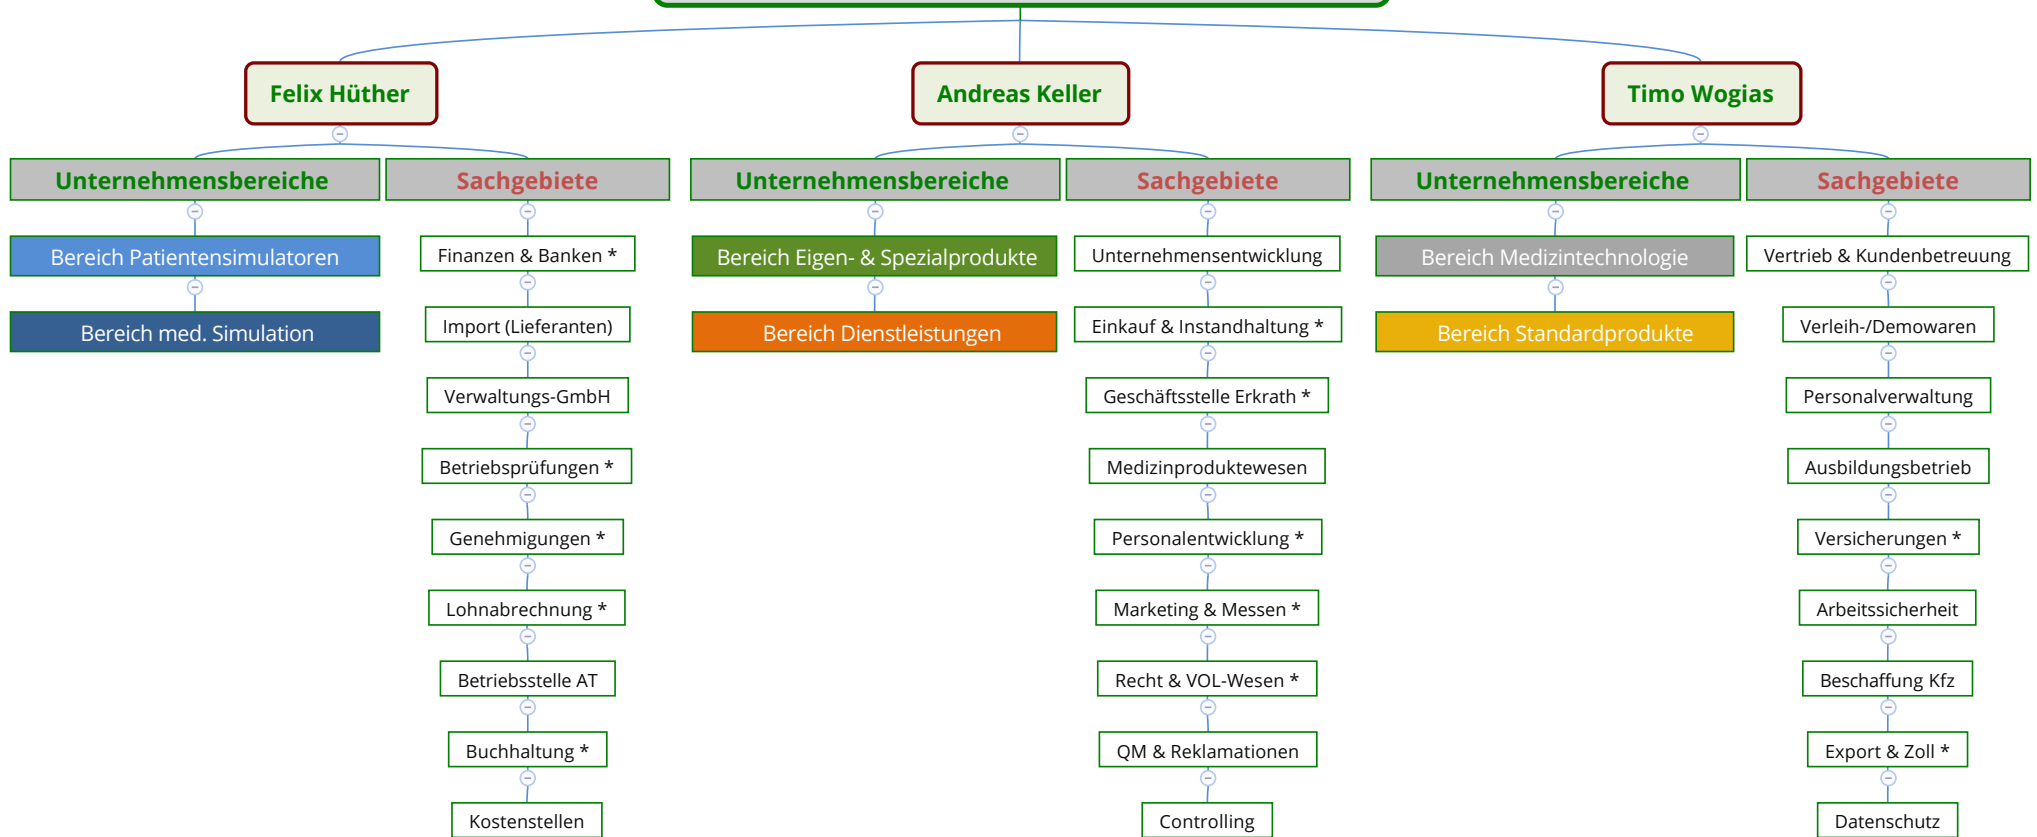 Felix Hüther
Andreas Keller
Timo Wogias
Unternehmensbereiche
Sachgebiete
Unternehmensbereiche
Sachgebiete
Unternehmensbereiche
Sachgebiete
Bereich Patientensimulatoren
Finanzen & Banken *
Bereich Eigen- & Spezialprodukte
Unternehmensentwicklung
Bereich Medizintechnologie
Vertrieb & Kundenbetreuung
Bereich med. Simulation
Import (Lieferanten)
Bereich Dienstleistungen
Einkauf & Instandhaltung *
Bereich Standardprodukte
Verleih-/Demowaren
Verwaltungs-GmbH
Geschäftsstelle Erkrath *
Personalverwaltung
Betriebsprüfungen *
Medizinproduktewesen
Ausbildungsbetrieb
Genehmigungen *
Personalentwicklung *
Versicherungen *
Lohnabrechnung *
Marketing & Messen *
Arbeitssicherheit
Betriebsstelle AT
Recht & VOL-Wesen *
Beschaffung Kfz
Buchhaltung *
QM & Reklamationen
Export & Zoll *
Kostenstellen
Controlling
Datenschutz